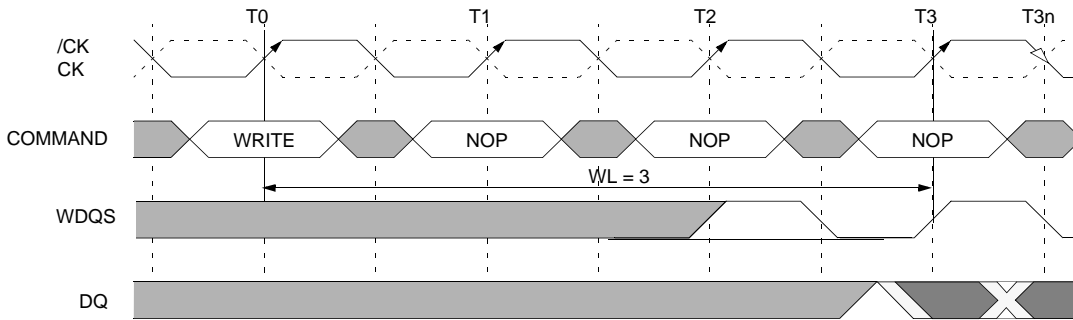 T0 T1 T2 T3 T3n
/CK
CK
COMMAND WRITE NOP NOP NOP
WL = 3
WDQS
DQ